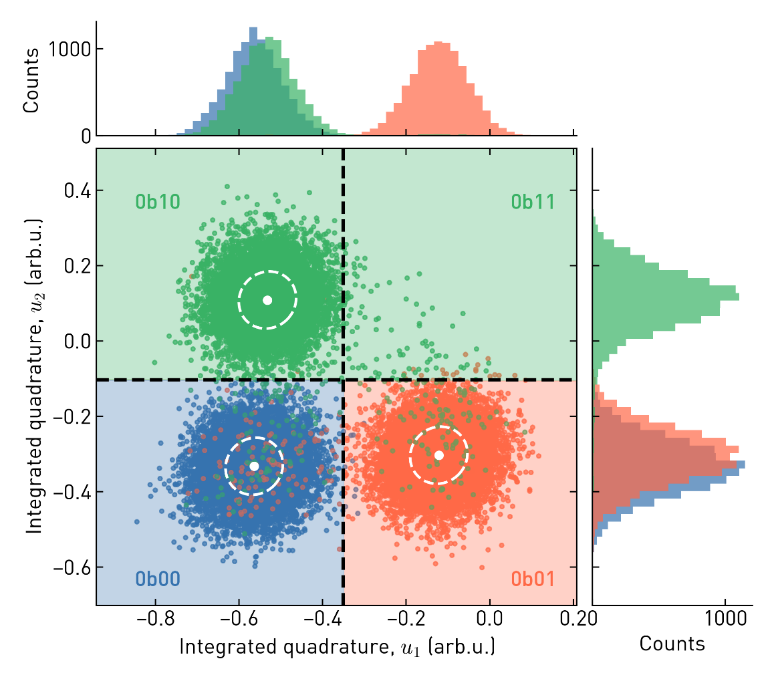 Counts
1000
0
0b10
0b11
0b00
0b01
Integrated quadrature, u₂ (arb.u.)
0.4
0.2
0.0
−0.2
−0.4
−0.6
−0.8
−0.6
−0.4
−0.2
0.0
0.20
1000
Integrated quadrature, u₁ (arb.u.)
Counts